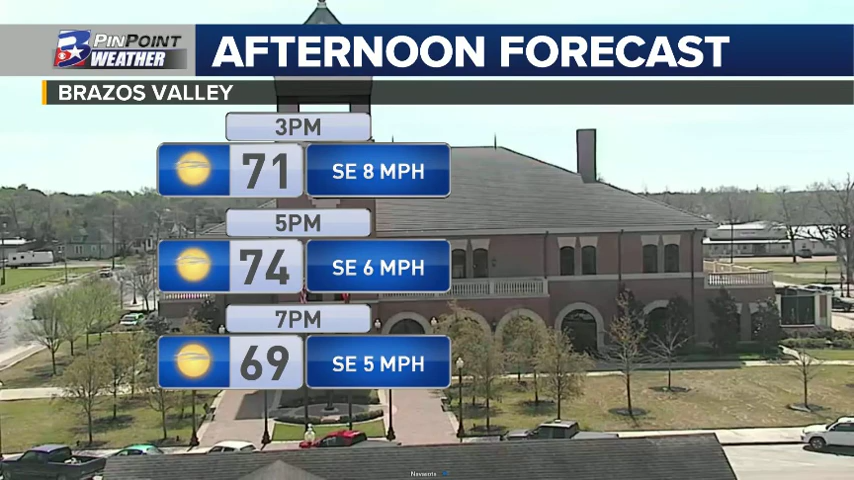 PINPOINT
WEATHER
AFTERNOON FORECAST
BRAZOS VALLEY
3PM
71
SE 8 MPH
5PM
74
SE 6 MPH
7PM
69
SE 5 MPH
Navasota